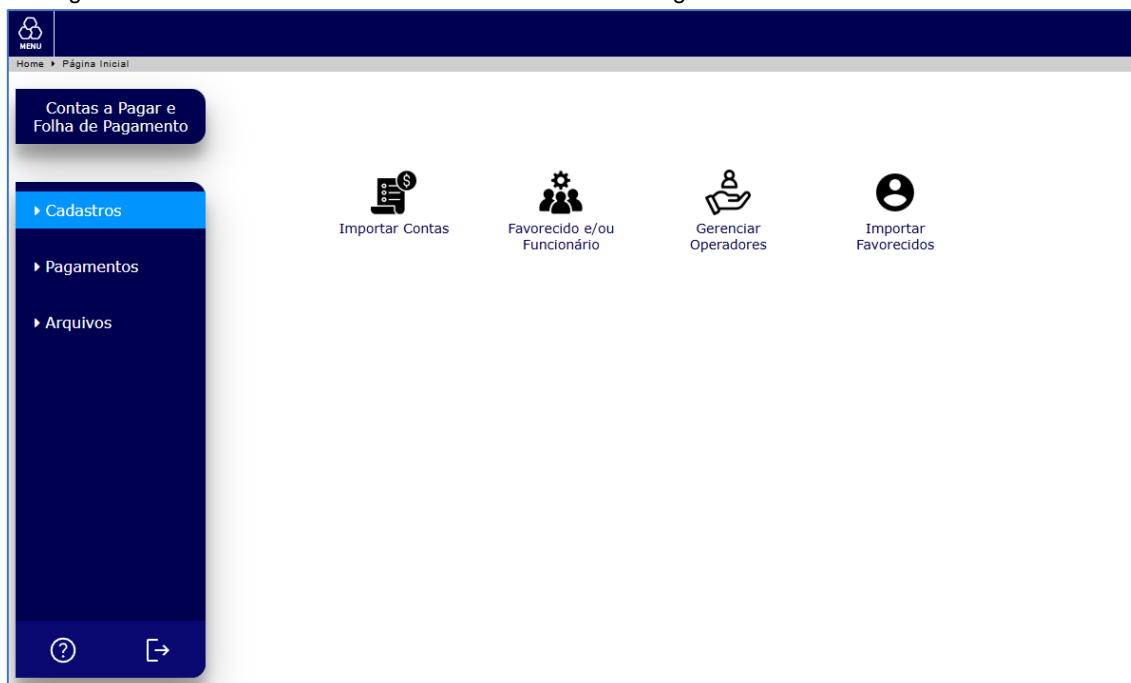 MENU
Home ▸ Página Inicial
Contas a Pagar e
Folha de Pagamento
Cadastros
Pagamentos
Arquivos
Importar Contas
Favorecido e/ou
Funcionário
Gerenciar
Operadores
Importar
Favorecidos